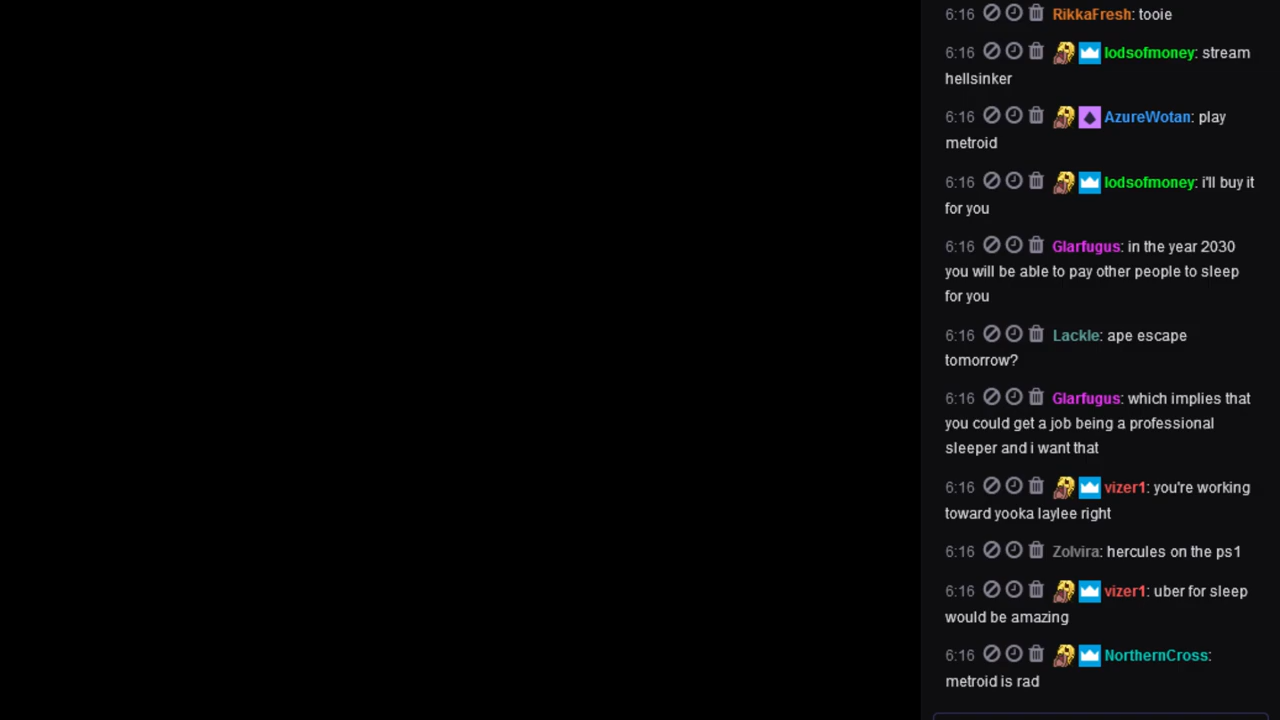 6:16 RikkaFresh: tooie
6:16 lodsofmoney: stream
hellsinker
6:16 AzureWotan: play
metroid
6:16 lodsofmoney: i'll buy it
for you
6:16 Glarfugus: in the year 2030
you will be able to pay other people to sleep
for you
6:16 Lackle: ape escape
tomorrow?
6:16 Glarfugus: which implies that
you could get a job being a professional
sleeper and i want that
6:16 vizer1: you're working
toward yooka laylee right
6:16 Zolvira: hercules on the ps1
6:16 vizer1: uber for sleep
would be amazing
6:16 NorthernCross:
metroid is rad